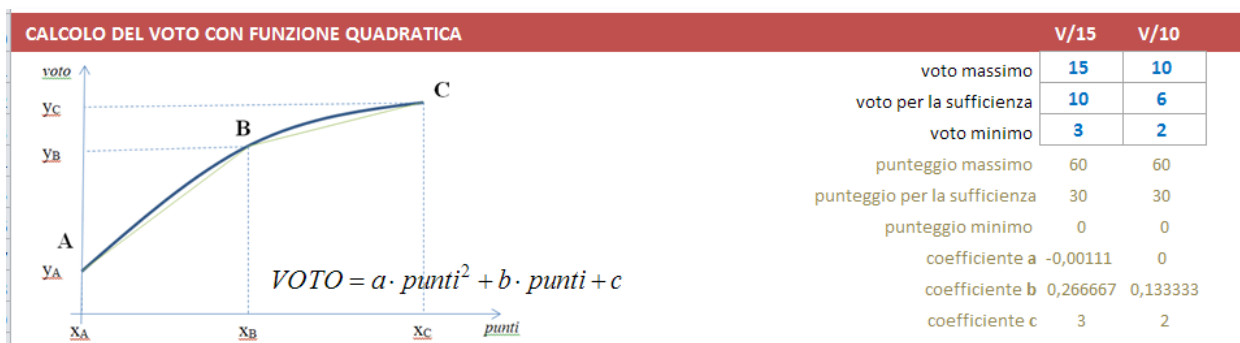 CALCOLO DEL VOTO CON FUNZIONE QUADRATICA V/15 V/10
voto
yC
yB
yA
A
B
C
xA xB xC punti
VOTO = a · punti² + b · punti + c
voto massimo 15 10
voto per la sufficienza 10 6
voto minimo 3 2
punteggio massimo 60 60
punteggio per la sufficienza 30 30
punteggio minimo 0 0
coefficiente a -0,00111 0
coefficiente b 0,266667 0,133333
coefficiente c 3 2